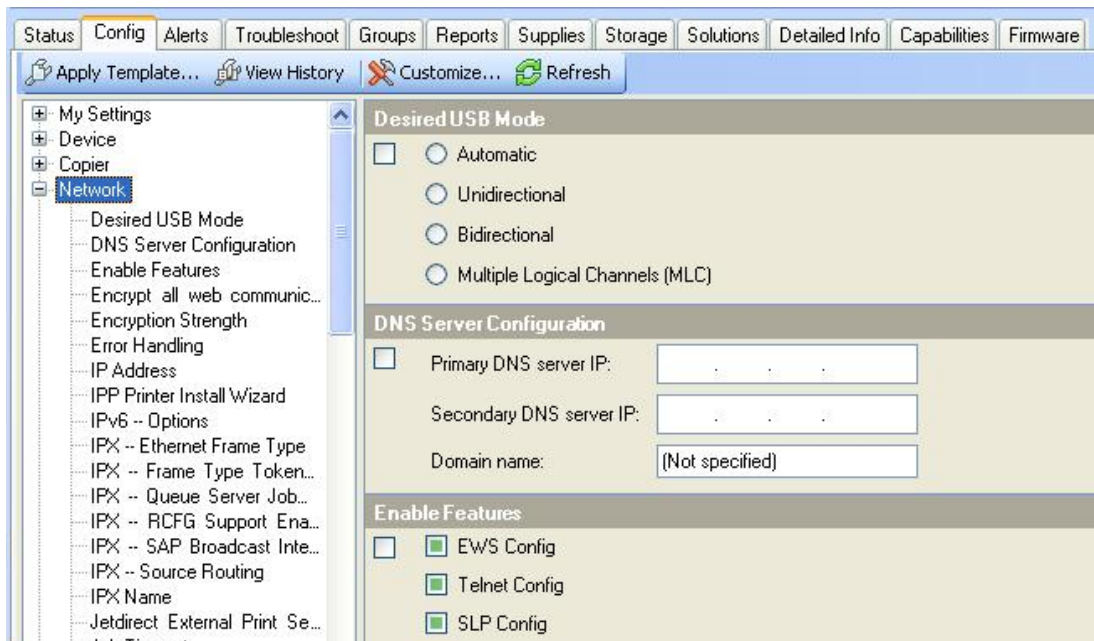 Status Config Alerts Troubleshoot Groups Reports Supplies Storage Solutions Detailed Info Capabilities Firmware
Apply Template... View History Customize... Refresh
My Settings
Device
Copier
Network
Desired USB Mode
DNS Server Configuration
Enable Features
Encrypt all web communic...
Encryption Strength
Error Handling
IP Address
IPP Printer Install Wizard
IPv6 -- Options
IPX -- Ethernet Frame Type
IPX -- Frame Type Token...
IPX -- Queue Server Job...
IPX -- RCFG Support Ena...
IPX -- SAP Broadcast Inte...
IPX -- Source Routing
IPX Name
Jetdirect External Print Se...
Desired USB Mode
Automatic
Unidirectional
Bidirectional
Multiple Logical Channels (MLC)
DNS Server Configuration
Primary DNS server IP: . . .
Secondary DNS server IP: . . .
Domain name: (Not specified)
Enable Features
EWS Config
Telnet Config
SLP Config